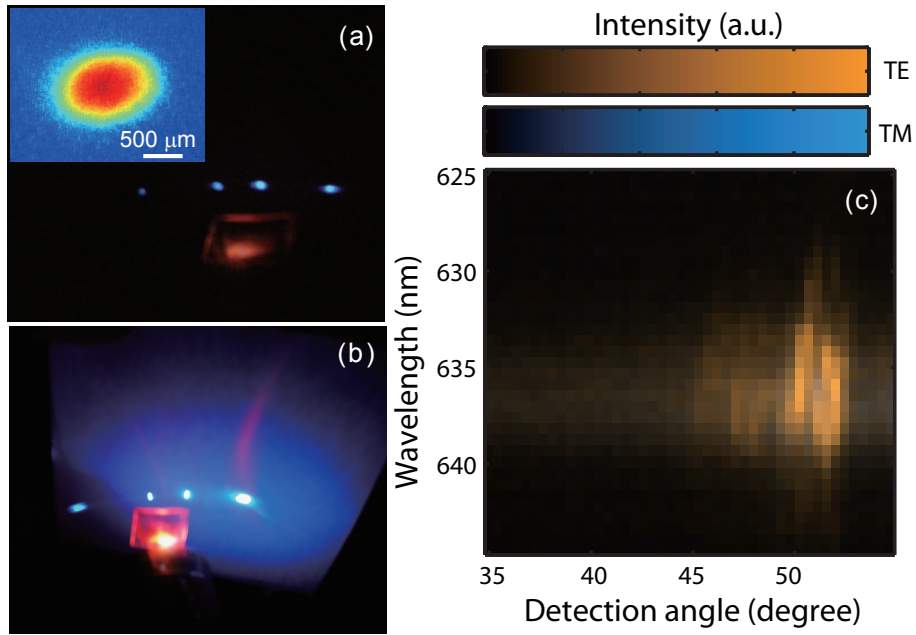 (a)
500 μm
(b)
Intensity (a.u.)
TE
TM
(c)
625
630
635
640
Wavelength (nm)
35
40
45
50
Detection angle (degree)